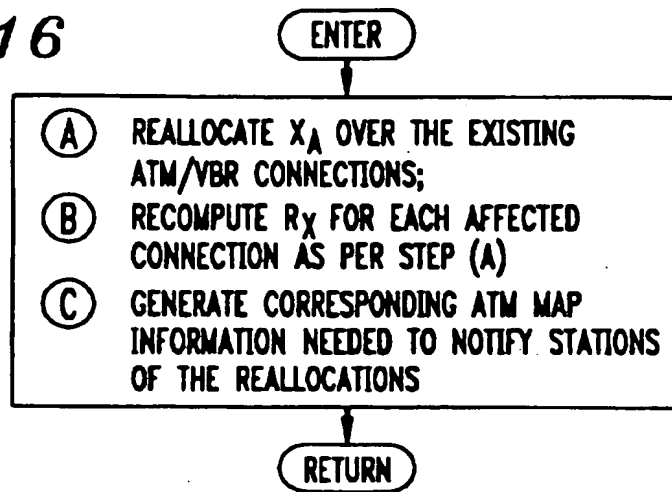 16
ENTER
A REALLOCATE XA OVER THE EXISTING
ATM/VBR CONNECTIONS;
B RECOMPUTE RX FOR EACH AFFECTED
CONNECTION AS PER STEP (A)
C GENERATE CORRESPONDING ATM MAP
INFORMATION NEEDED TO NOTIFY STATIONS
OF THE REALLOCATIONS
RETURN